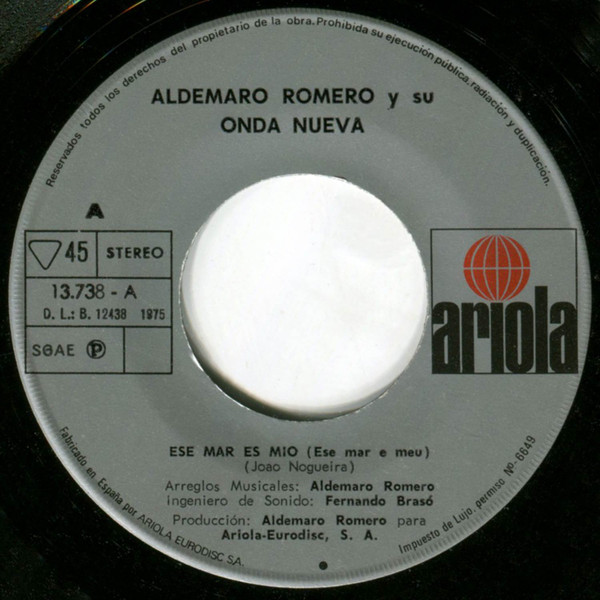 Reservados todos los derechos del propietario de la obra. Prohibida su ejecución pública, radiación y duplicación.
ALDEMARO ROMERO y su
ONDA NUEVA
A
45
STEREO
13.738 - A
D. L.: B. 12438 1975
SGAE P
ariola
ESE MAR ES MIO (Ese mar e meu)
(Joao Nogueira)
Arreglos Musicales: Aldemaro Romero
ingeniero de Sonido: Fernando Brasó
Producción: Aldemaro Romero para
Ariola-Eurodisc, S. A.
Fabricado en España por ARIOLA EURODISC S.A.
Impuesto de Lujo, permiso Nº-6649